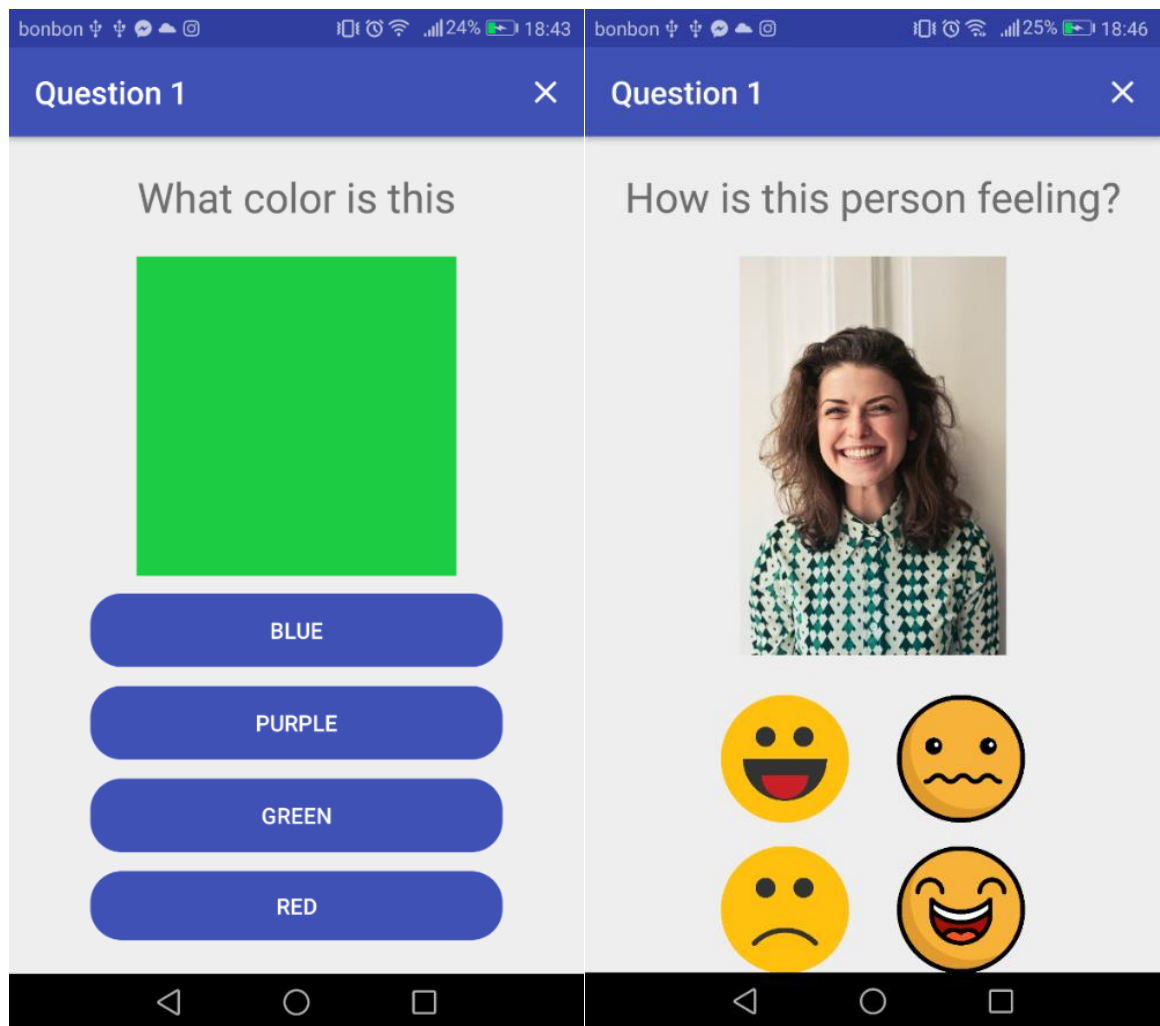 bonbon 24% 18:43
Question 1
What color is this
BLUE
PURPLE
GREEN
RED
bonbon 25% 18:46
Question 1
How is this person feeling?